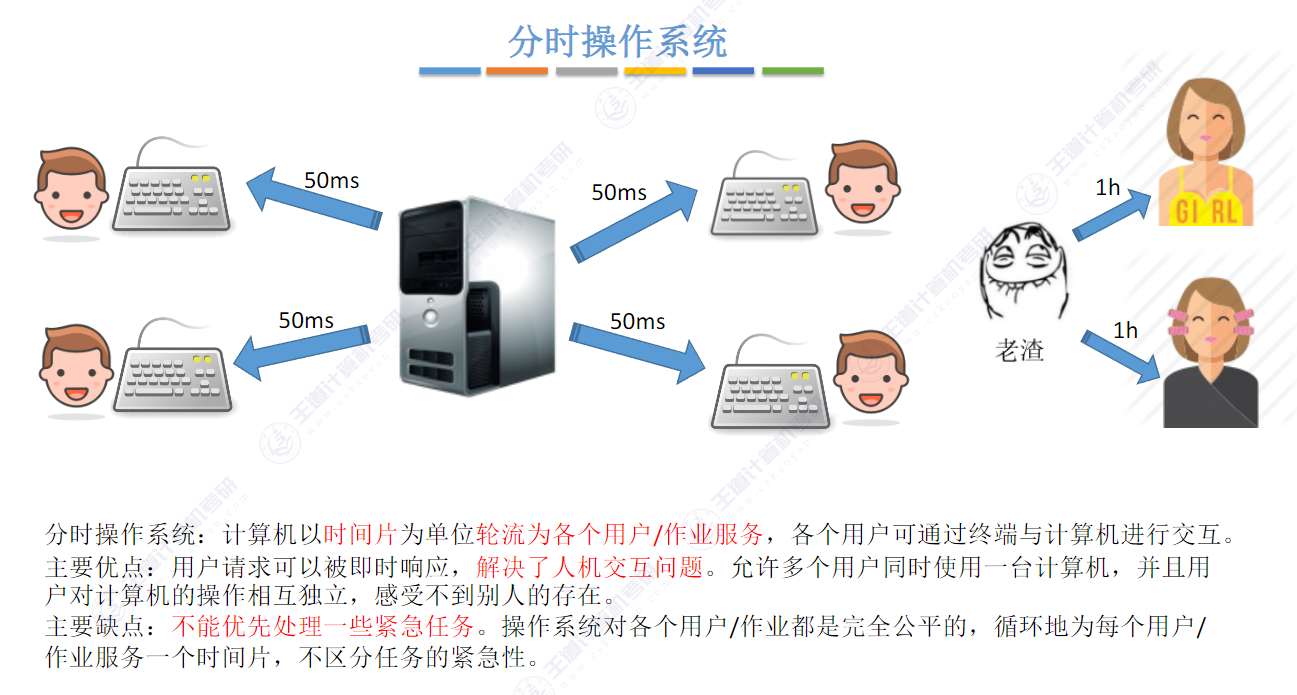 分时操作系统
50ms
50ms
1h
GIRL
50ms
50ms
老渣
1h
分时操作系统：计算机以时间片为单位轮流为各个用户/作业服务，各个用户可通过终端与计算机进行交互。
主要优点：用户请求可以被即时响应，解决了人机交互问题。允许多个用户同时使用一台计算机，并且用
户对计算机的操作相互独立，感受不到别人的存在。
主要缺点：不能优先处理一些紧急任务。操作系统对各个用户/作业都是完全公平的，循环地为每个用户/
作业服务一个时间片，不区分任务的紧急性。
王道计算机考研